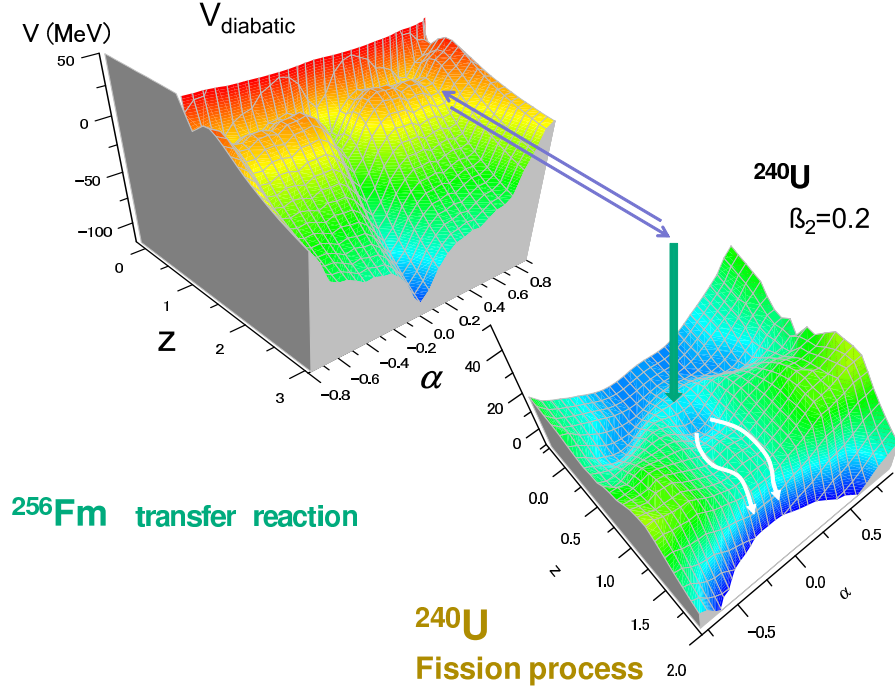 V (MeV)
V diabatic
50
0
−50
−100
0
1
2
3
z
−0.8
−0.6
−0.4
−0.2
0.0
0.2
0.4
0.6
0.8
α
²⁴⁰U
ß₂=0.2
40
20
0
0.0
0.5
1.0
1.5
2.0
z
−0.5
0.0
0.5
α
²⁵⁶Fm transfer reaction
²⁴⁰U
Fission process